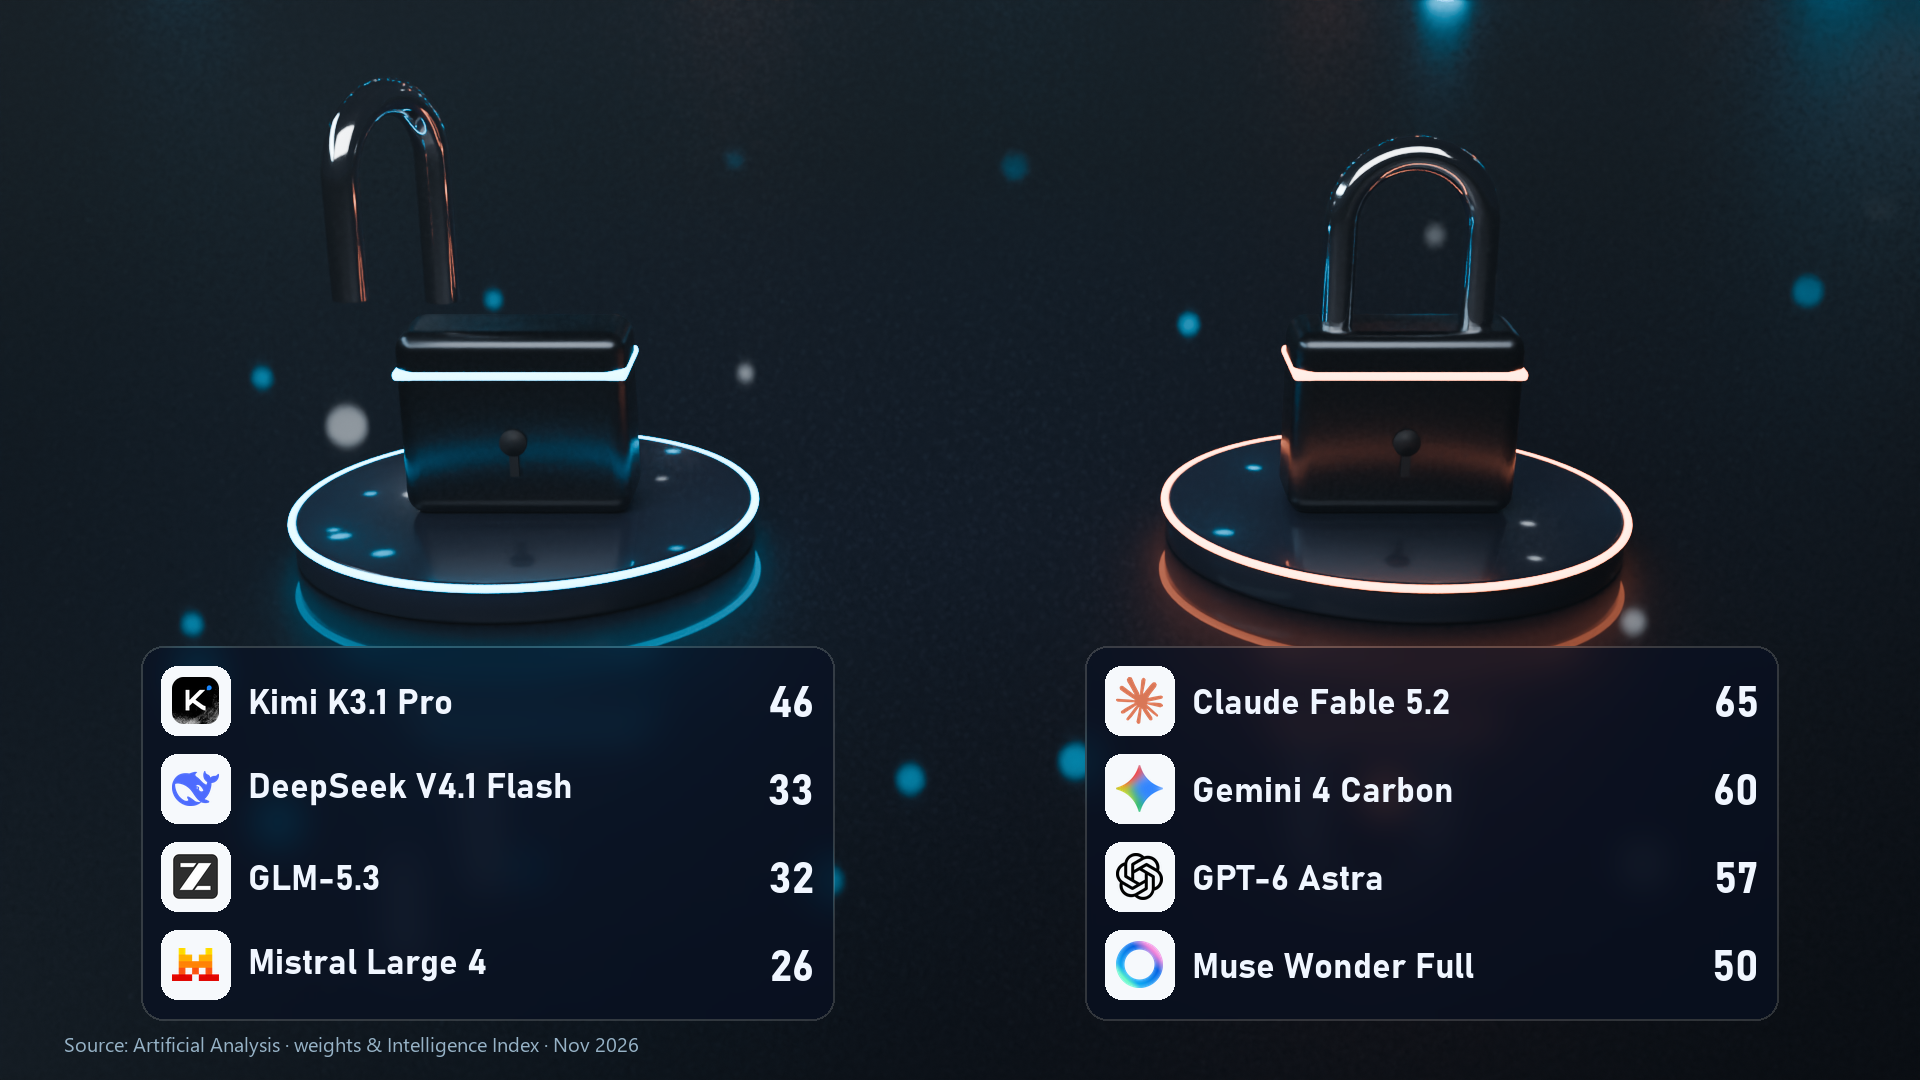 Kimi K3.1 Pro 46
DeepSeek V4.1 Flash 33
GLM-5.3 32
Mistral Large 4 26
Claude Fable 5.2 65
Gemini 4 Carbon 60
GPT-6 Astra 57
Muse Wonder Full 50
Source: Artificial Analysis · weights & Intelligence Index · Nov 2026